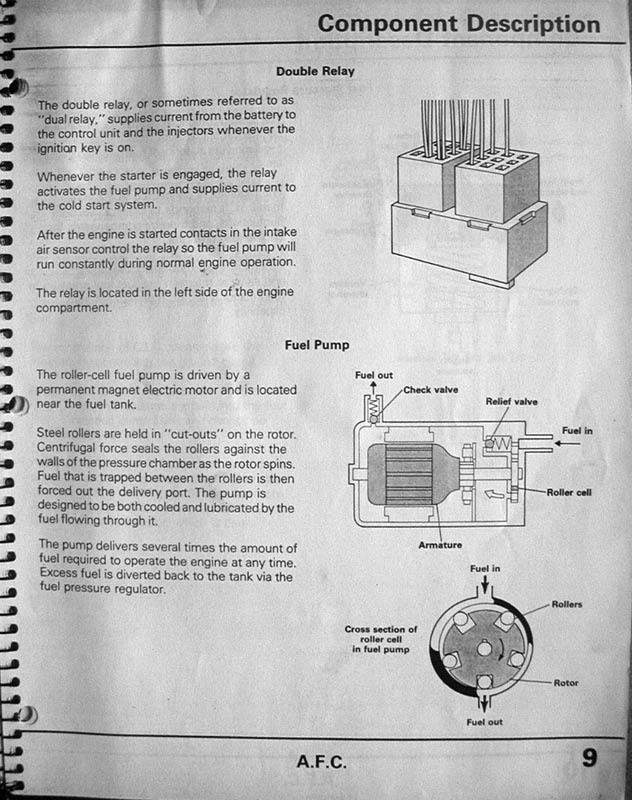 Component Description
Double Relay
The double relay, or sometimes referred to as
"dual relay," supplies current from the battery to
the control unit and the injectors whenever the
ignition key is on.
Whenever the starter is engaged, the relay
activates the fuel pump and supplies current to
the cold start system.
After the engine is started contacts in the intake
air sensor control the relay so the fuel pump will
run constantly during normal engine operation.
The relay is located in the left side of the engine
compartment.
Fuel Pump
The roller-cell fuel pump is driven by a
permanent magnet electric motor and is located
near the fuel tank.
Steel rollers are held in "cut-outs" on the rotor.
Centrifugal force seals the rollers against the
walls of the pressure chamber as the rotor spins.
Fuel that is trapped between the rollers is then
forced out the delivery port. The pump is
designed to be both cooled and lubricated by the
fuel flowing through it.
The pump delivers several times the amount of
fuel required to operate the engine at any time.
Excess fuel is diverted back to the tank via the
fuel pressure regulator.
Fuel out
Check valve
Relief valve
Fuel in
Roller cell
Armature
Fuel in
Rollers
Cross section of
roller cell
in fuel pump
Rotor
Fuel out
A.F.C.
9